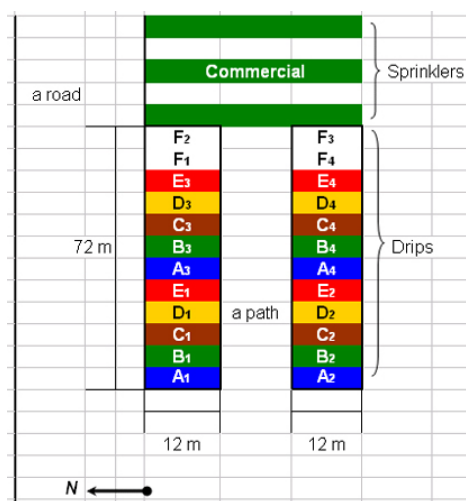 Commercial
Sprinklers
a road
F2 F3
F1 F4
E3 E4
D3 D4
C3 C4
72 m B3 B4 Drips
A3 A4
E1 E2
D1 a path D2
C1 C2
B1 B2
A1 A2
12 m 12 m
N